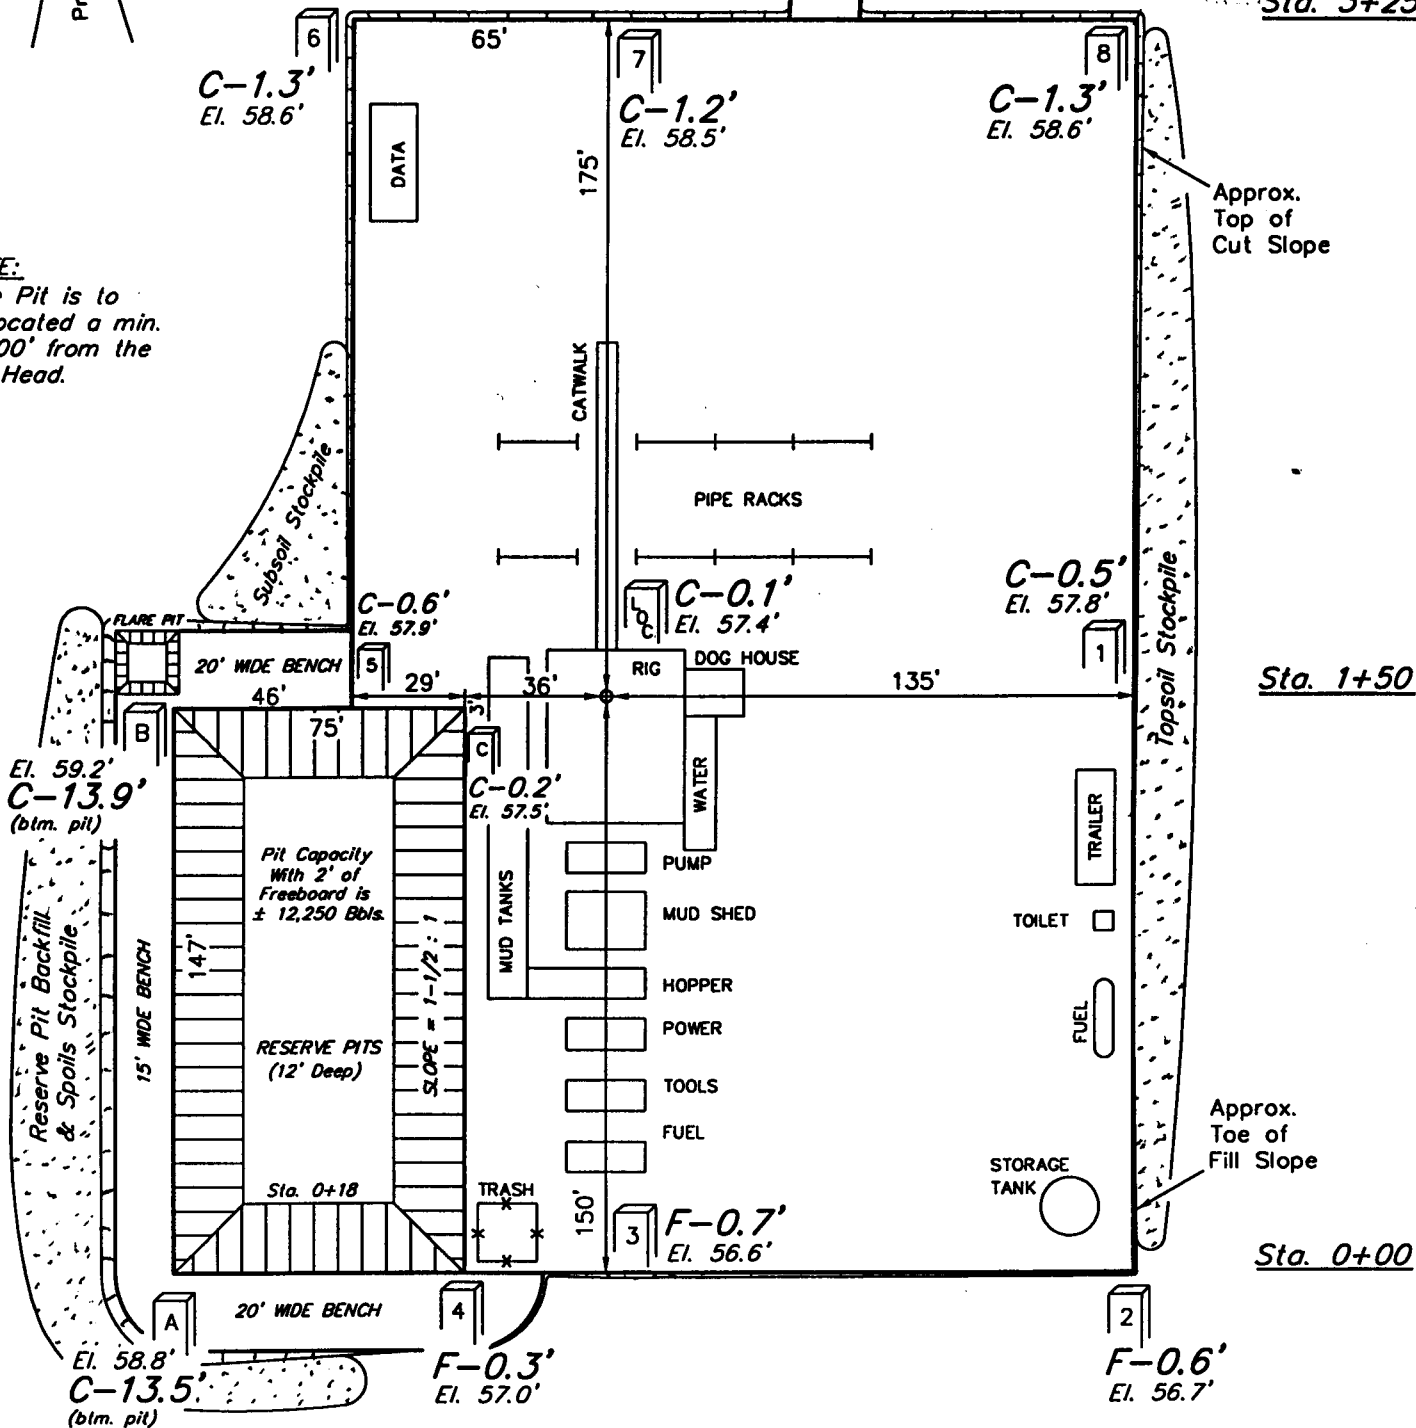 Sta. 3+25
Pr
6
65'
7
8
C-1.3'
El. 58.6'
C-1.2'
El. 58.5'
C-1.3'
El. 58.6'
DATA
175'
Approx.
Top of
Cut Slope
E:
Pit is to
ocated a min.
00' from the
Head.
CATWALK
Subsoil Stockpile
PIPE RACKS
C-0.6'
El. 57.9'
LOC.
C-0.1'
El. 57.4'
C-0.5'
El. 57.8'
Topsoil Stockpile
FLARE PIT
20' WIDE BENCH
5
RIG
DOG HOUSE
1
46'
29'
36'
135'
Sta. 1+50
3'
B
75'
C
El. 59.2'
C-13.9'
(btm. pit)
C-0.2'
El. 57.5'
WATER
TRAILER
Pit Capacity
With 2' of
Freeboard is
± 12,250 Bbls.
PUMP
MUD TANKS
MUD SHED
TOILET
Reserve Pit Backfill
& Spoils Stockpile
15' WIDE BENCH
147'
SLOPE = 1-1/2 : 1
HOPPER
POWER
FUEL
RESERVE PITS
(12' Deep)
TOOLS
FUEL
Approx.
Toe of
Fill Slope
Sta. 0+18
TRASH
STORAGE
TANK
150'
3
F-0.7'
El. 56.6'
Sta. 0+00
A
20' WIDE BENCH
4
2
El. 58.8'
C-13.5'
(btm. pit)
F-0.3'
El. 57.0'
F-0.6'
El. 56.7'